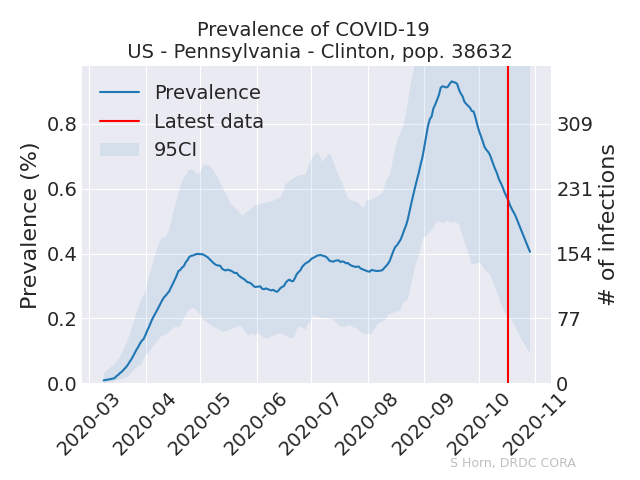 Prevalence of COVID-19
US - Pennsylvania - Clinton, pop. 38632
Prevalence
Latest data
95CI
Prevalence (%)
0.8
0.6
0.4
0.2
0.0
309
231
154
77
0
# of infections
2020-03
2020-04
2020-05
2020-06
2020-07
2020-08
2020-09
2020-10
2020-11
S Horn, DRDC CORA